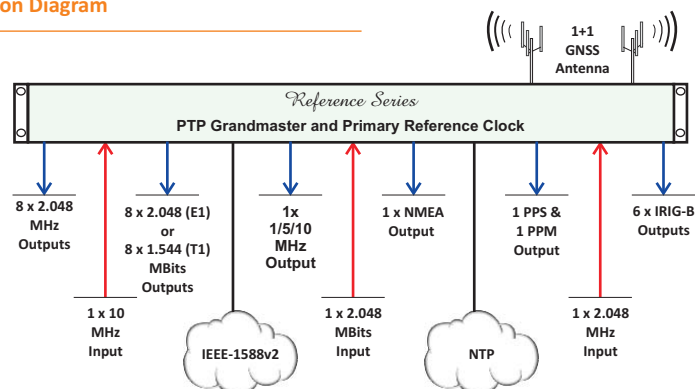 on Diagram
1+1
GNSS
Antenna
Reference Series
PTP Grandmaster and Primary Reference Clock
8 x 2.048
MHz
Outputs
8 x 2.048 (E1)
or
8 x 1.544 (T1)
MBits
Outputs
1x
1/5/10
MHz
Output
1 x NMEA
Output
1 PPS &
1 PPM
Output
6 x IRIG-B
Outputs
1 x 10
MHz
Input
IEEE-1588v2
1 x 2.048
MBits
Input
NTP
1 x 2.048
MHz
Input